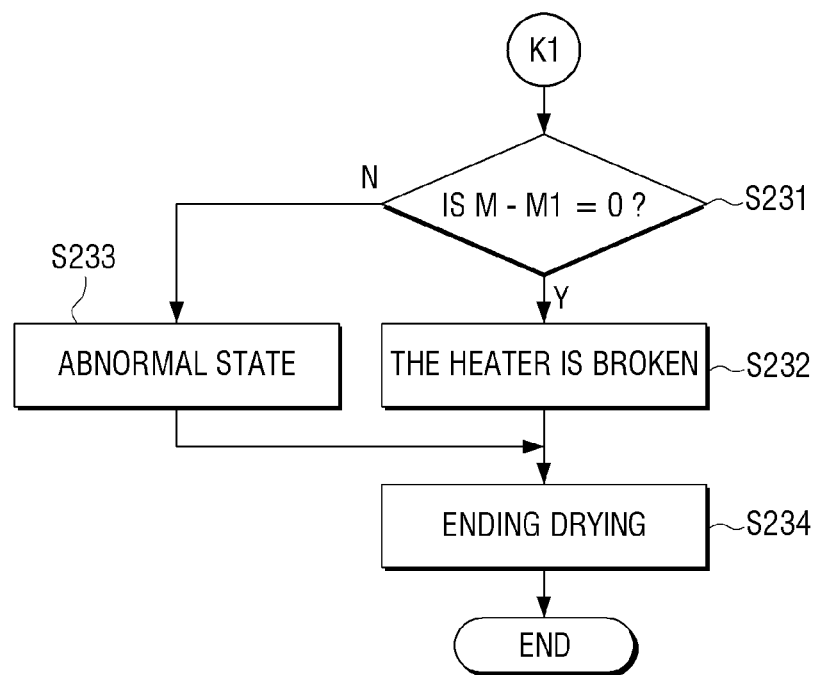 K1
IS M - M1 = 0 ?
S231
N
Y
S233
ABNORMAL STATE
THE HEATER IS BROKEN
S232
ENDING DRYING
S234
END